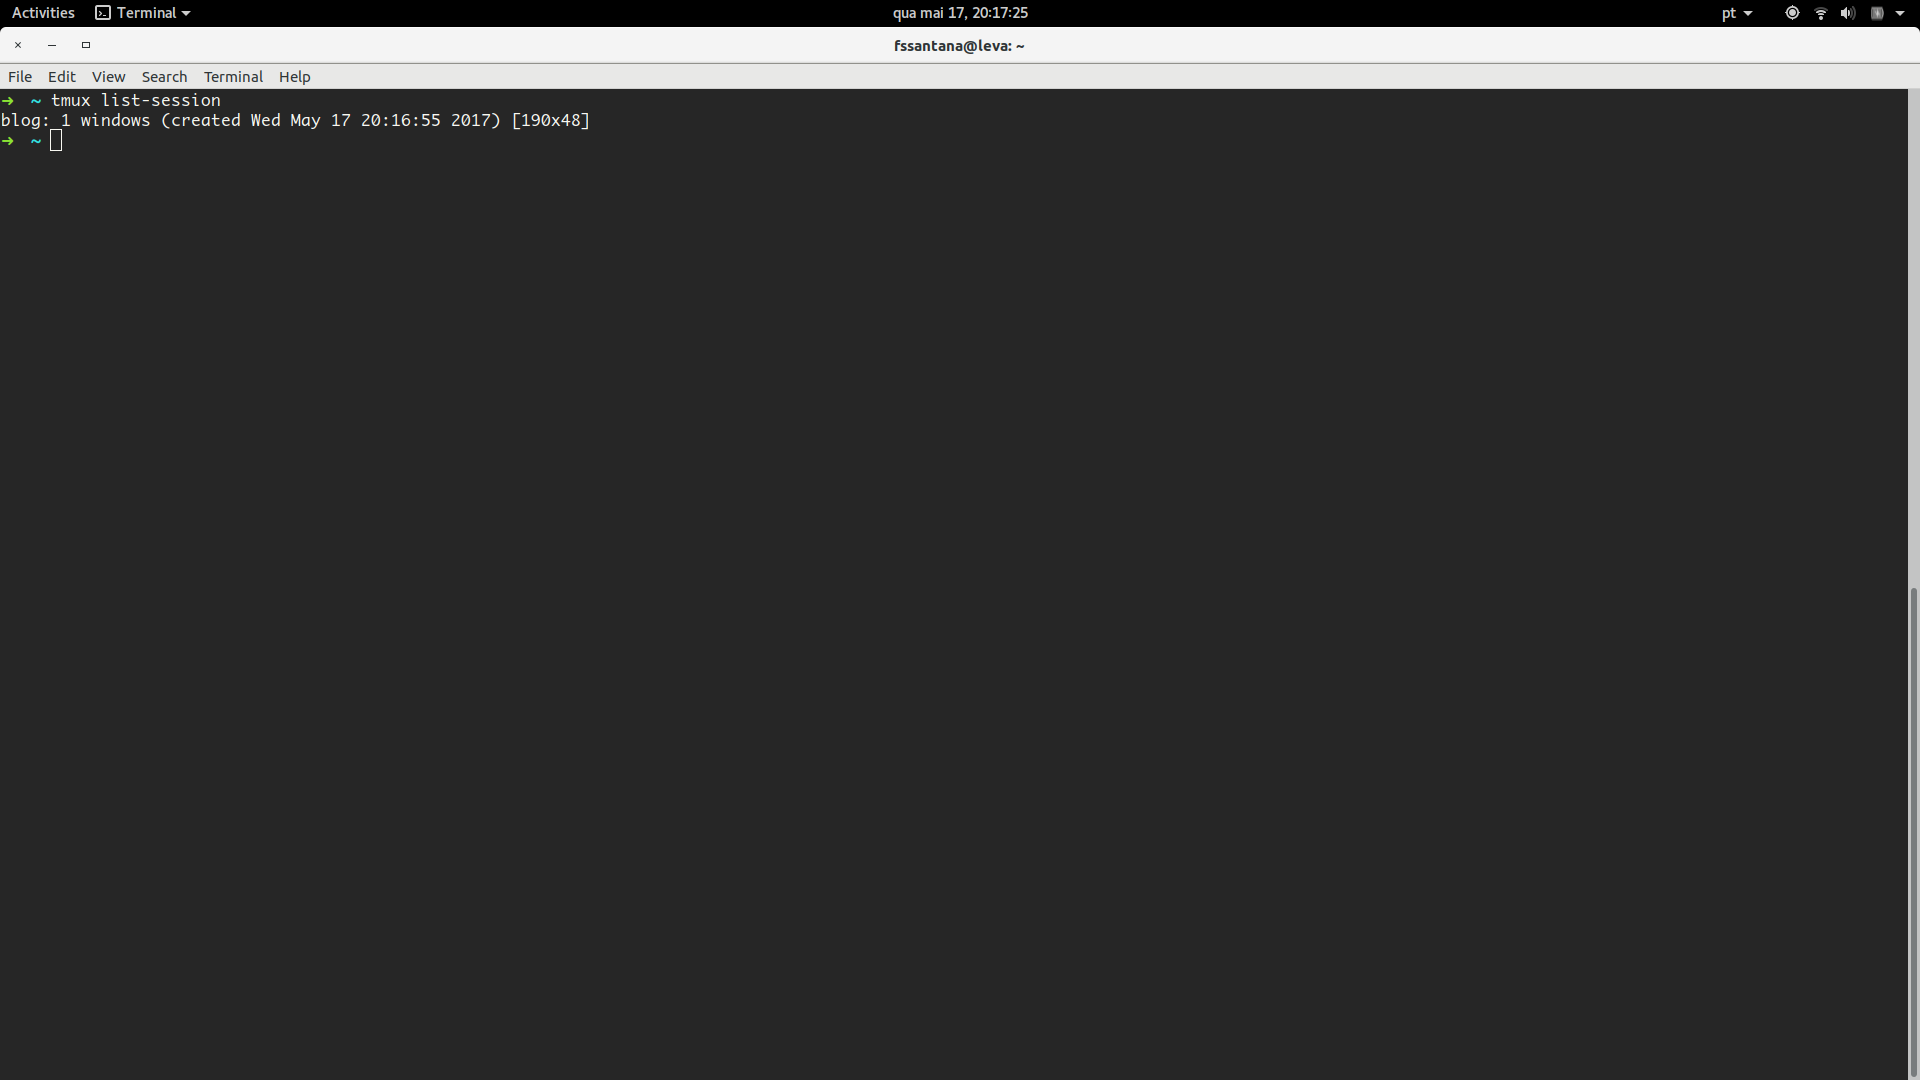 Activities Terminal qua mai 17, 20:17:25 pt
fssantana@leva: ~
File Edit View Search Terminal Help
➜ ~ tmux list-session
blog: 1 windows (created Wed May 17 20:16:55 2017) [190x48]
➜ ~